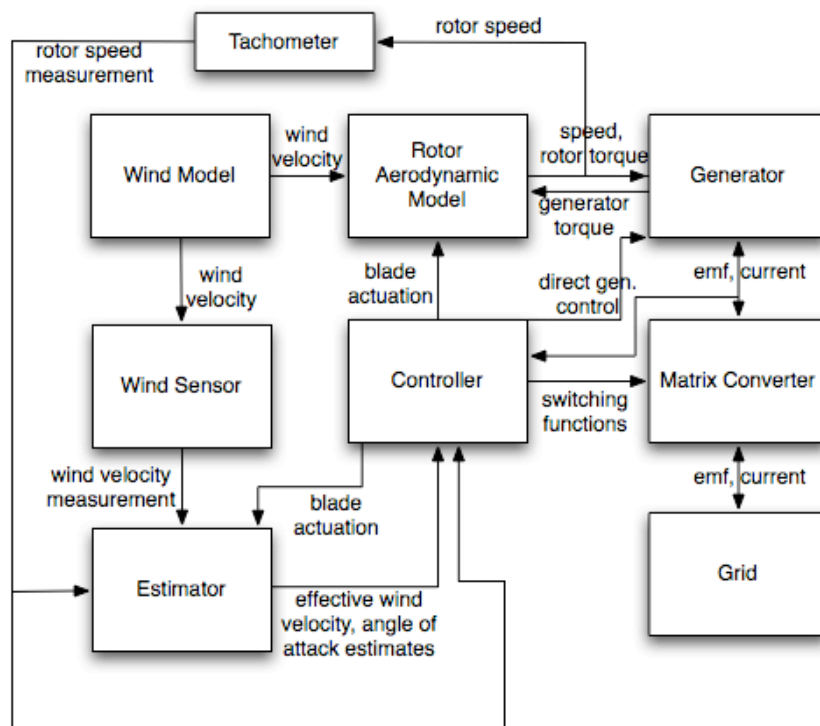 Tachometer
rotor speed
rotor speed
measurement
Wind Model
wind
velocity
Rotor
Aerodynamic
Model
speed,
rotor torque
Generator
generator
torque
wind
velocity
blade
actuation
direct gen.
control
emf, current
Wind Sensor
Controller
Matrix Converter
switching
functions
wind velocity
measurement
blade
actuation
emf, current
Estimator
effective wind
velocity, angle of
attack estimates
Grid